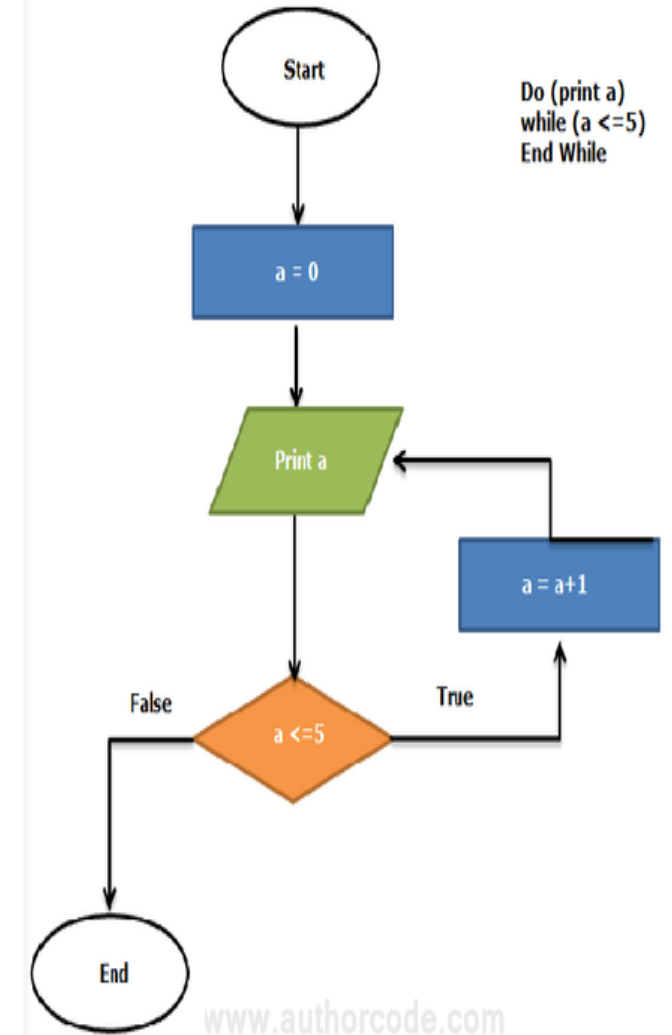 Start
Do (print a)
while (a <=5)
End While
a = 0
Print a
a = a+1
False
True
a <=5
End
www.authorcode.com